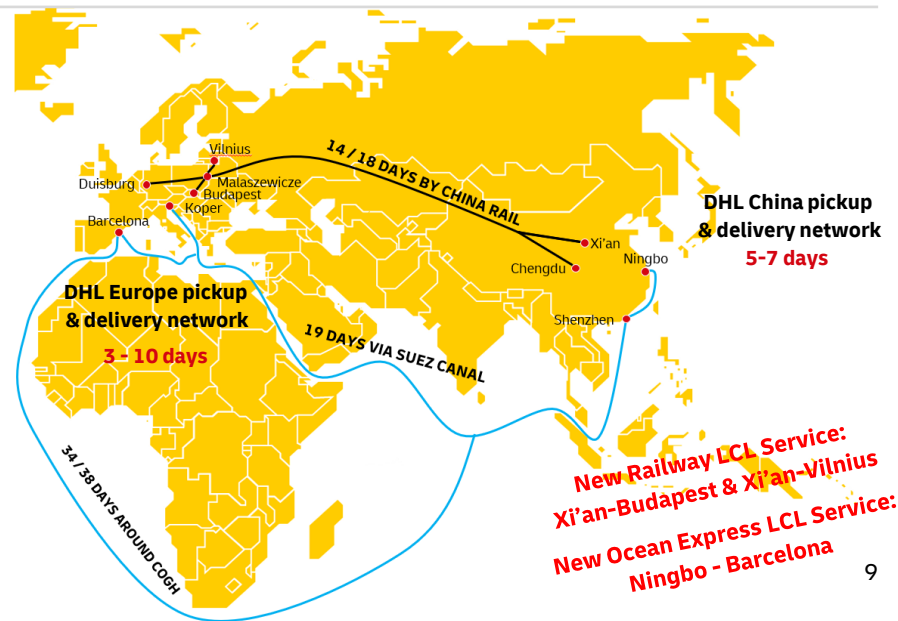 Vilnius
14 / 18 DAYS BY CHINA RAIL
Duisburg
Malaszewicze
Budapest
Koper
Barcelona
DHL China pickup
& delivery network
5-7 days
Xi'an
Chengdu
Ningbo
Shenzhen
DHL Europe pickup
& delivery network
3 - 10 days
19 DAYS VIA SUEZ CANAL
34 / 38 DAYS AROUND COGH
New Railway LCL Service:
Xi'an-Budapest & Xi'an-Vilnius
New Ocean Express LCL Service:
Ningbo - Barcelona
9